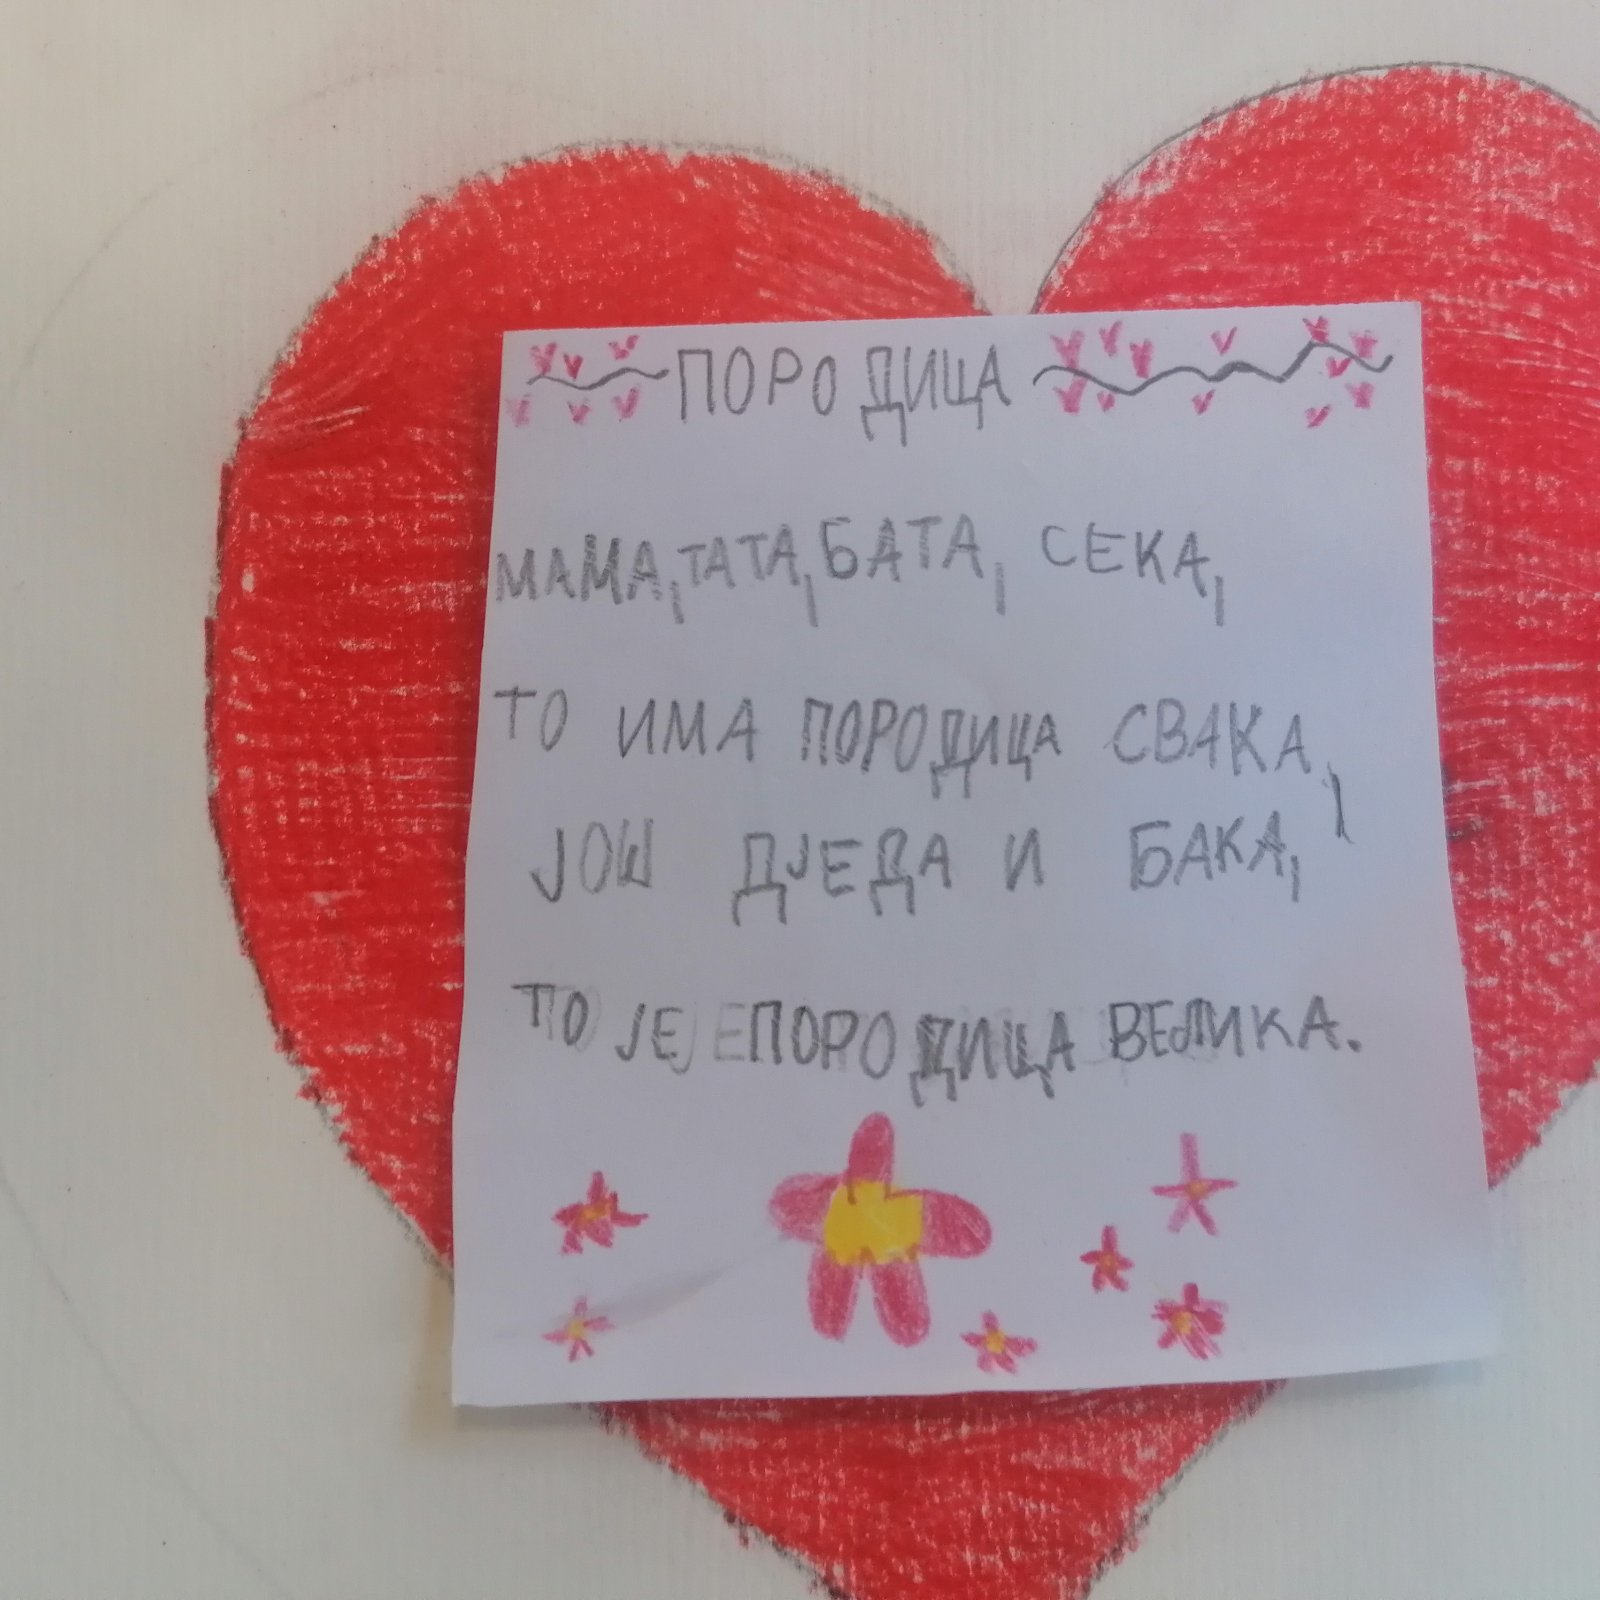 ПОРОДИЦА
МАМА, ТАТА, БАТА, СЕКА,
ТО ИМА ПОРОДИЦА СВАКА,
ЈОШ ДЈЕДА И БАКА,
ТО ЈЕ ПОРОДИЦА ВЕЛИКА.